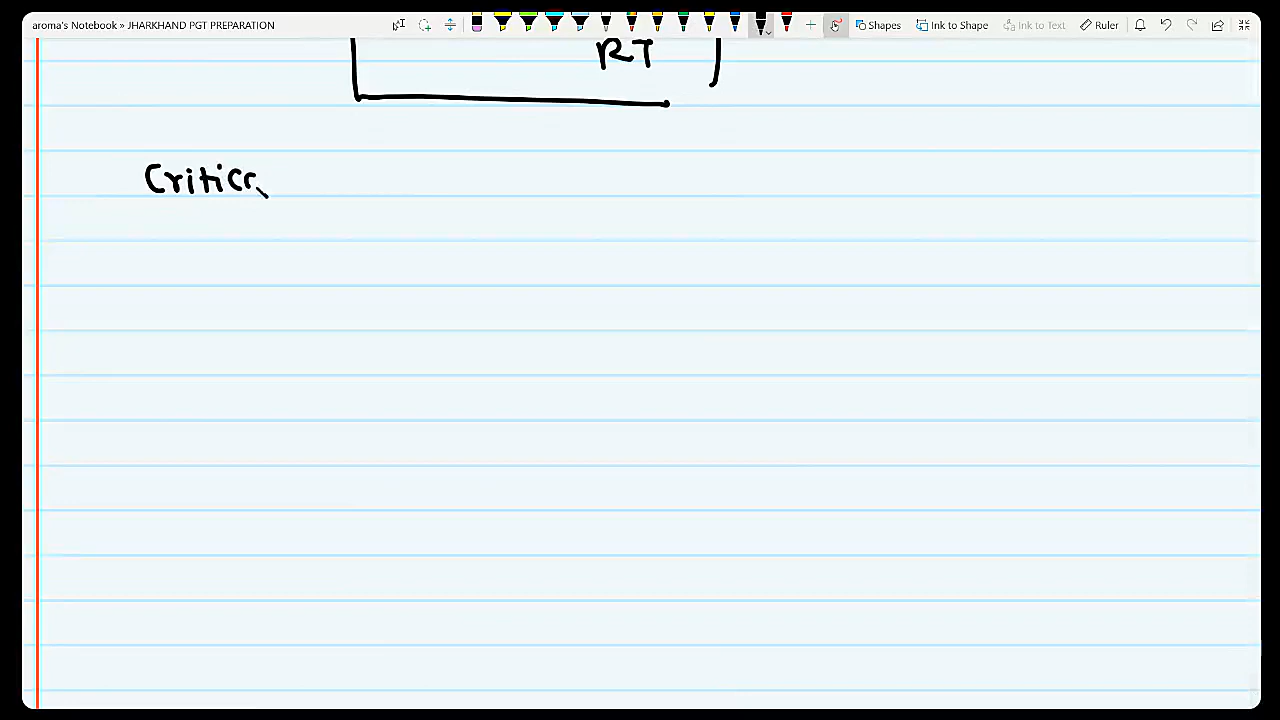 aroma's Notebook » JHARKHAND PGT PREPARATION Shapes Ink to Shape Ink to Text Ruler
RT
Critica